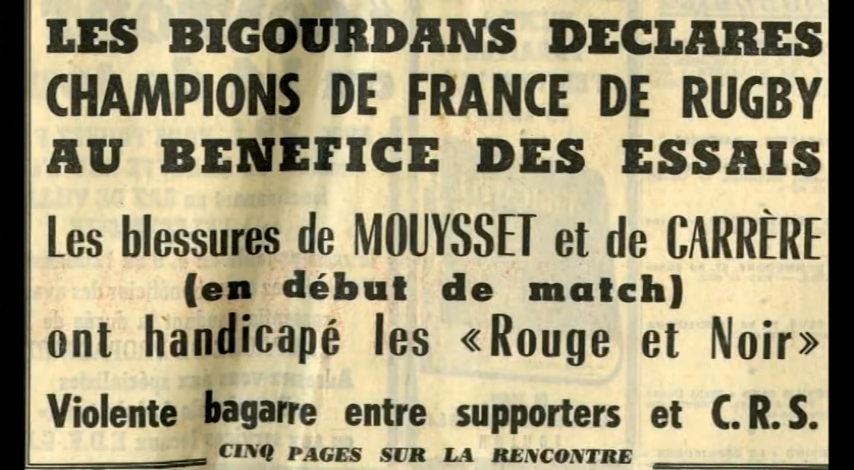 LES BIGOURDANS DECLARES
CHAMPIONS DE FRANCE DE RUGBY
AU BENEFICE DES ESSAIS
Les blessures de MOUYSSET et de CARRÈRE
(en début de match)
ont handicapé les «Rouge et Noir»
Violente bagarre entre supporters et C.R.S.
CINQ PAGES SUR LA RENCONTRE